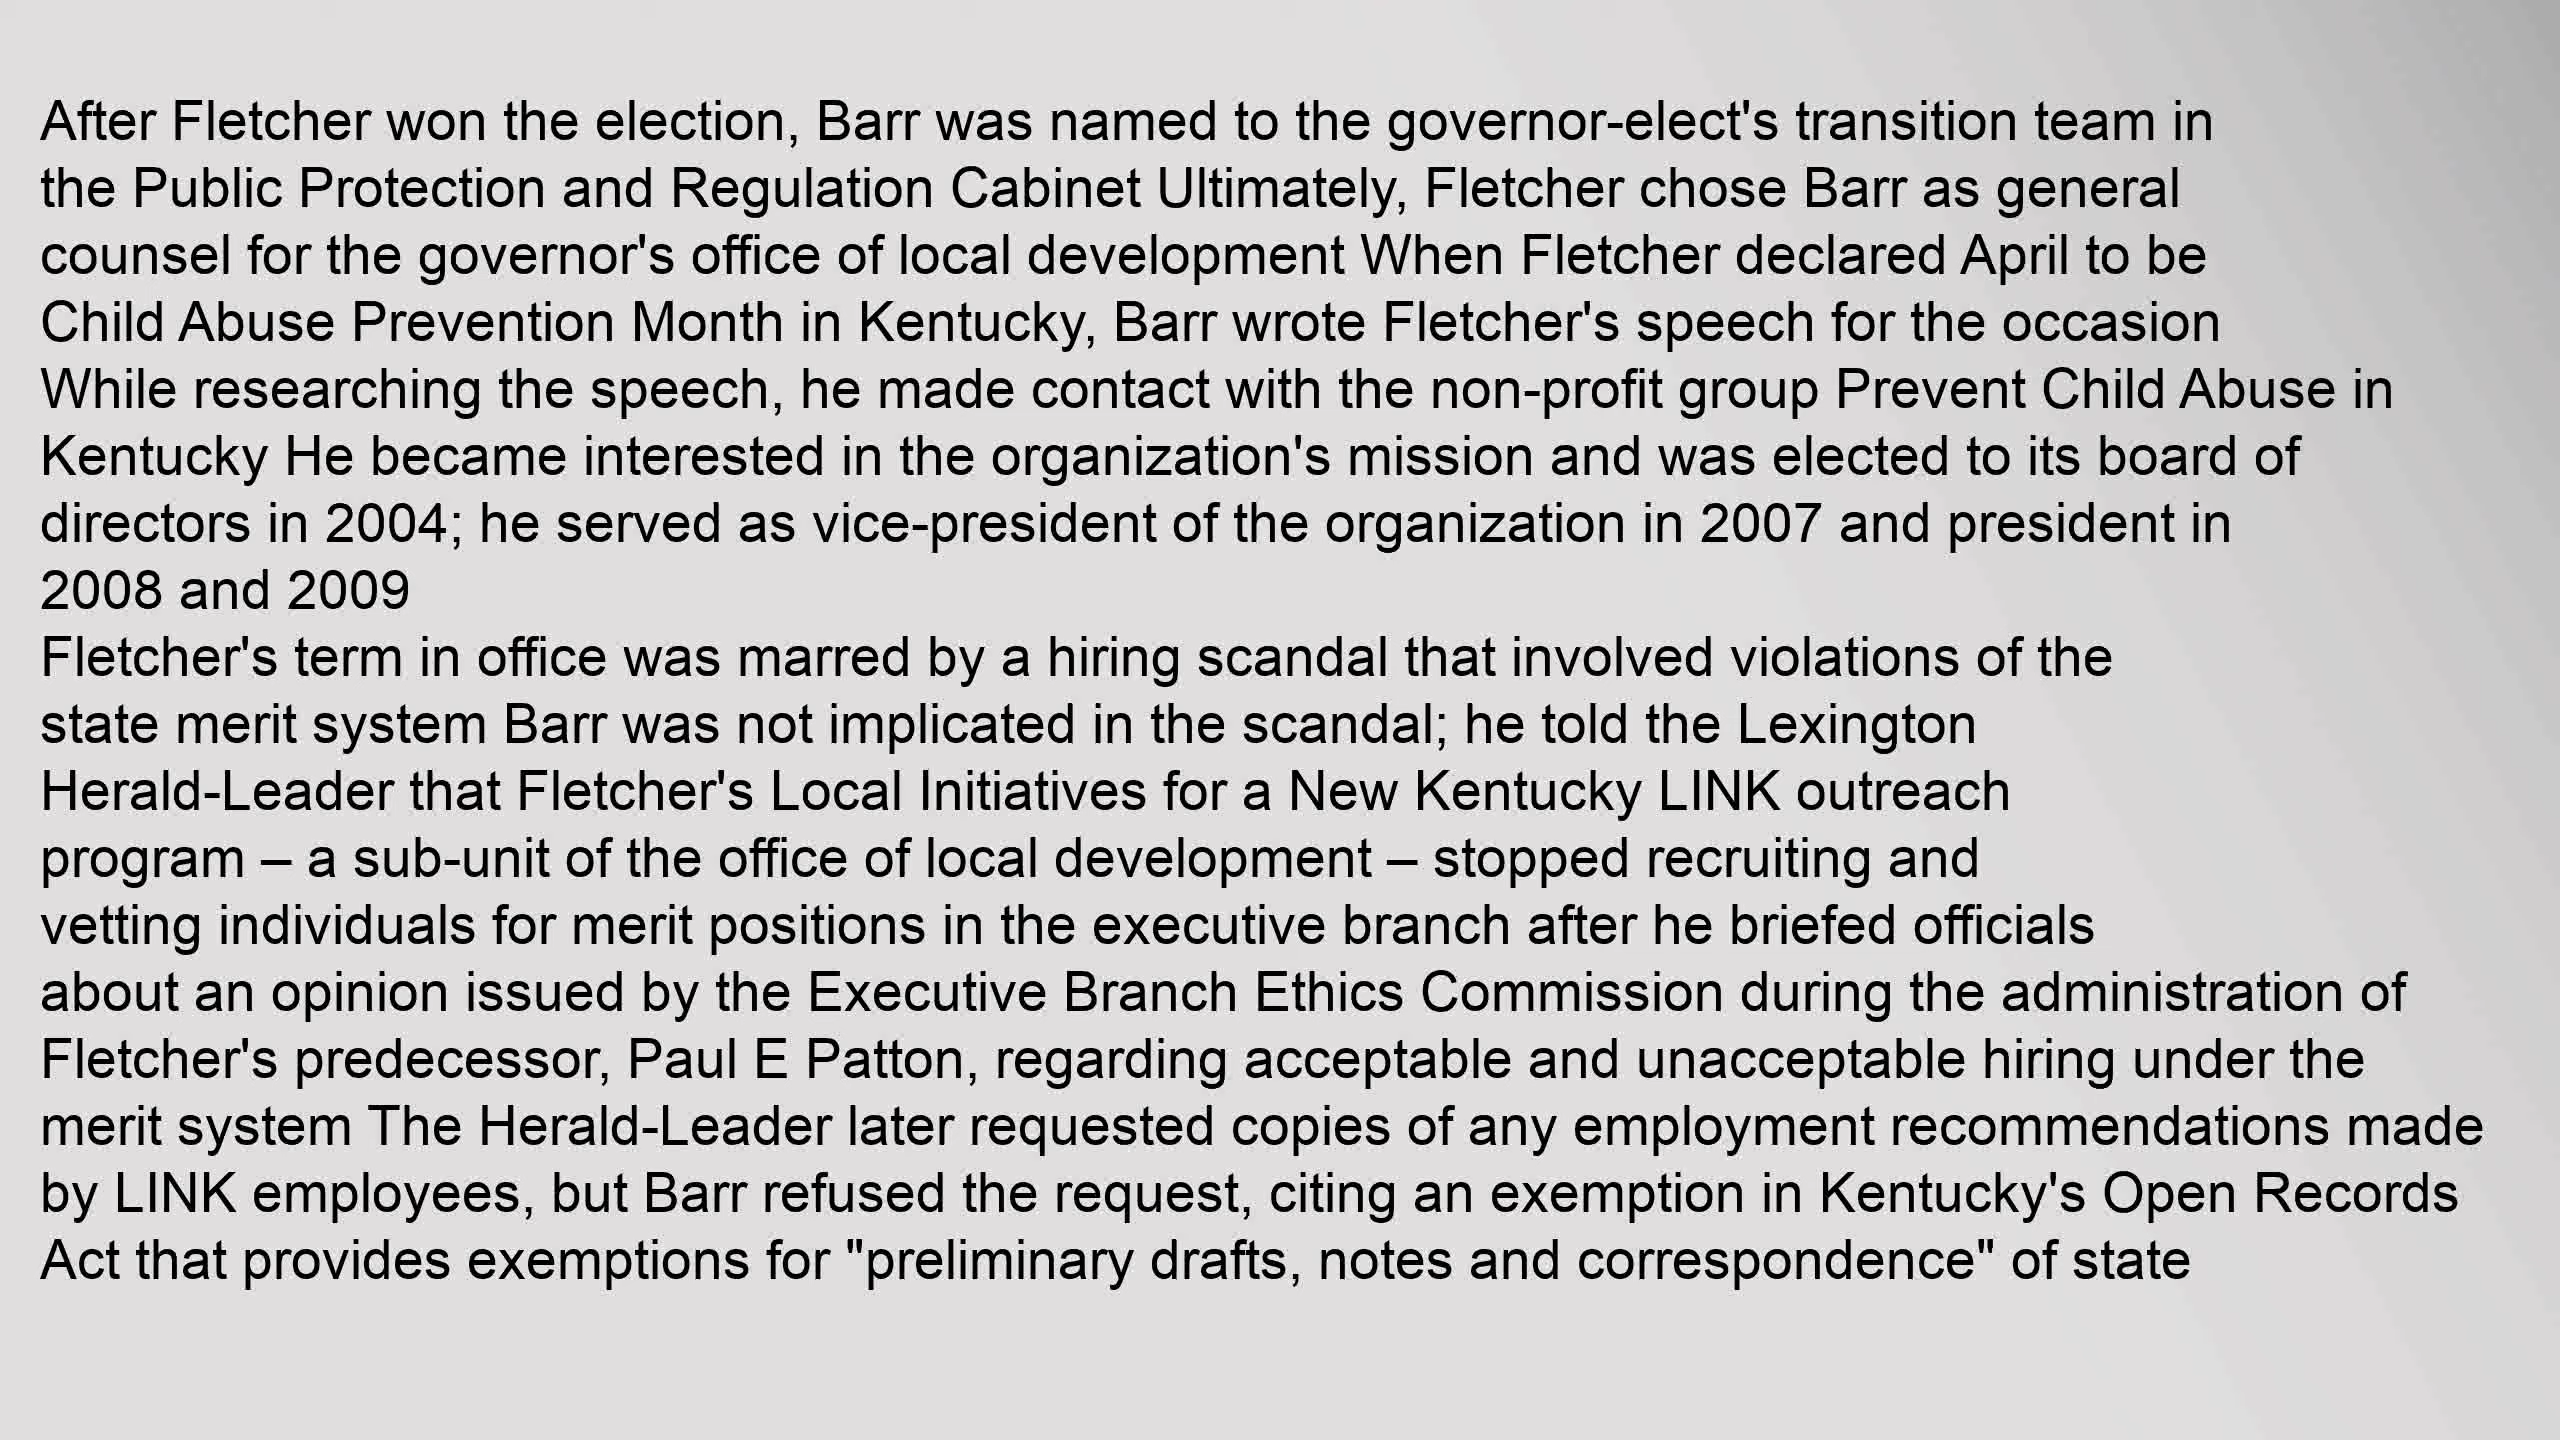 After Fletcher won the election, Barr was named to the governor-elect's transition team in
the Public Protection and Regulation Cabinet Ultimately, Fletcher chose Barr as general
counsel for the governor's office of local development When Fletcher declared April to be
Child Abuse Prevention Month in Kentucky, Barr wrote Fletcher's speech for the occasion
While researching the speech, he made contact with the non-profit group Prevent Child Abuse in
Kentucky He became interested in the organization's mission and was elected to its board of
directors in 2004; he served as vice-president of the organization in 2007 and president in
2008 and 2009
Fletcher's term in office was marred by a hiring scandal that involved violations of the
state merit system Barr was not implicated in the scandal; he told the Lexington
Herald-Leader that Fletcher's Local Initiatives for a New Kentucky LINK outreach
program – a sub-unit of the office of local development – stopped recruiting and
vetting individuals for merit positions in the executive branch after he briefed officials
about an opinion issued by the Executive Branch Ethics Commission during the administration of
Fletcher's predecessor, Paul E Patton, regarding acceptable and unacceptable hiring under the
merit system The Herald-Leader later requested copies of any employment recommendations made
by LINK employees, but Barr refused the request, citing an exemption in Kentucky's Open Records
Act that provides exemptions for "preliminary drafts, notes and correspondence" of state